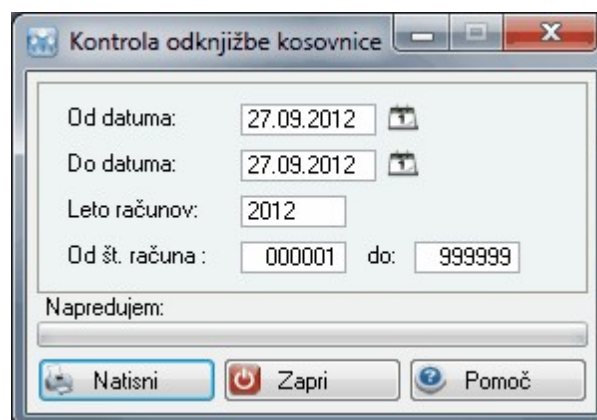 Kontrola odknjižbe kosovnice
Od datuma: 27.09.2012
Do datuma: 27.09.2012
Leto računov: 2012
Od št. računa : 000001 do: 999999
Napredujem:
Natisni Zapri Pomoč